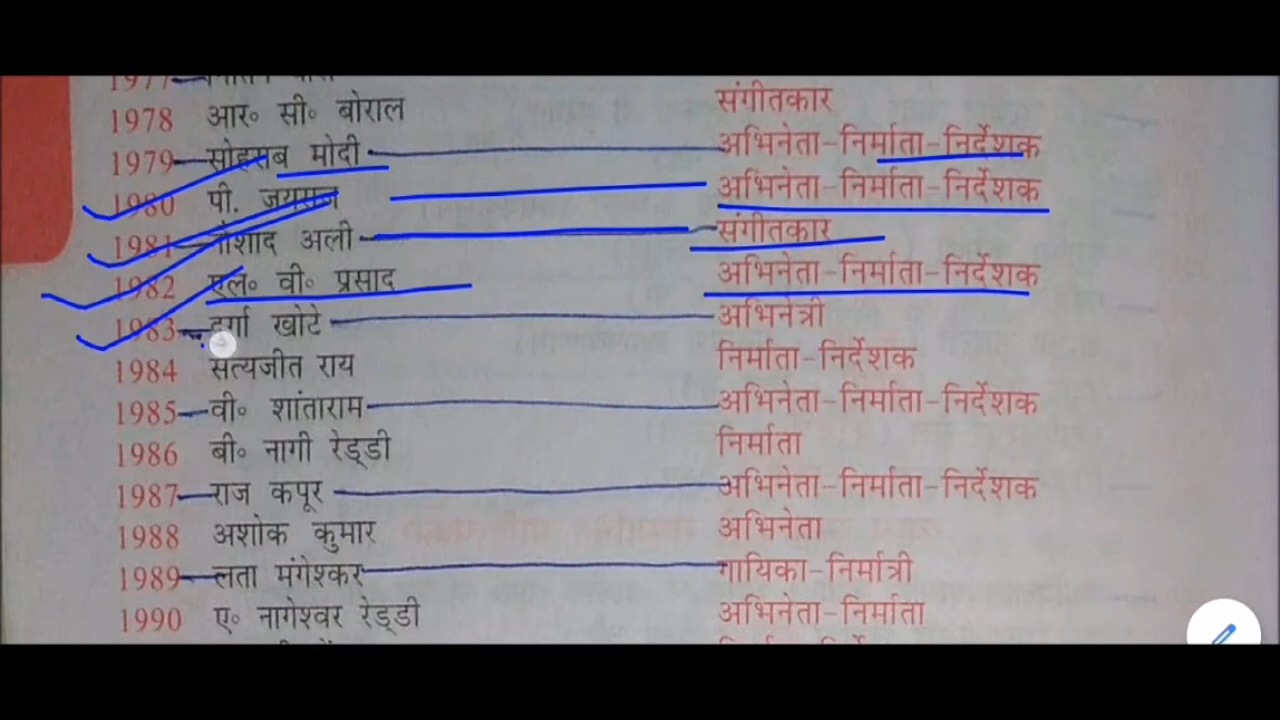 1978 आर॰ सी॰ बोराल संगीतकार
1979 सोहराब मोदी अभिनेता-निर्माता-निर्देशक
1980 पी. जयराज अभिनेता-निर्माता-निर्देशक
1981 नौशाद अली संगीतकार
1982 एल॰ वी॰ प्रसाद अभिनेता-निर्माता-निर्देशक
1983 दुर्गा खोटे अभिनेत्री
1984 सत्यजीत राय निर्माता-निर्देशक
1985 वी॰ शांताराम अभिनेता-निर्माता-निर्देशक
1986 बी॰ नागी रेड्डी निर्माता
1987 राज कपूर अभिनेता-निर्माता-निर्देशक
1988 अशोक कुमार अभिनेता
1989 लता मंगेश्कर गायिका-निर्मात्री
1990 ए॰ नागेश्वर रेड्डी अभिनेता-निर्माता